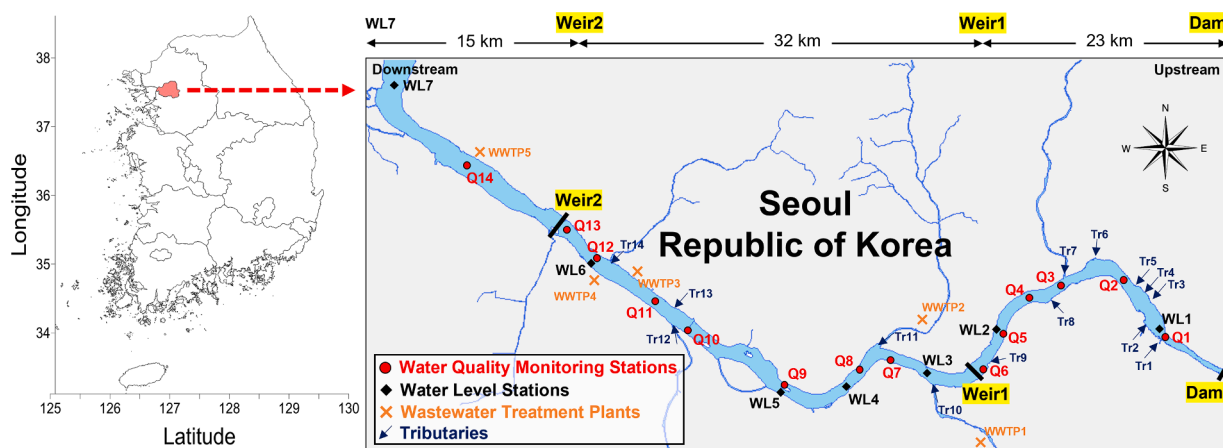 WL7
Weir2
Weir1
Dam
15 km
32 km
23 km
Downstream
Upstream
WL7
N
W
E
S
WWTP5
Q14
Weir2
Q13
Q12
Tr14
WL6
WWTP4
WWTP3
Q11
Tr13
Tr12
Q10
Seoul
Republic of Korea
WWTP2
Tr11
Q9
WL5
Q8
WL4
Q7
WL3
Tr10
WWTP1
Weir1
Q6
Tr9
Q5
WL2
Q4
Q3
Tr7
Tr8
Tr6
Q2
Tr5
Tr4
Tr3
WL1
Q1
Tr2
Tr1
Dam
Water Quality Monitoring Stations
Water Level Stations
Wastewater Treatment Plants
Tributaries
38
37
36
35
34
125
126
127
128
129
130
Longitude
Latitude